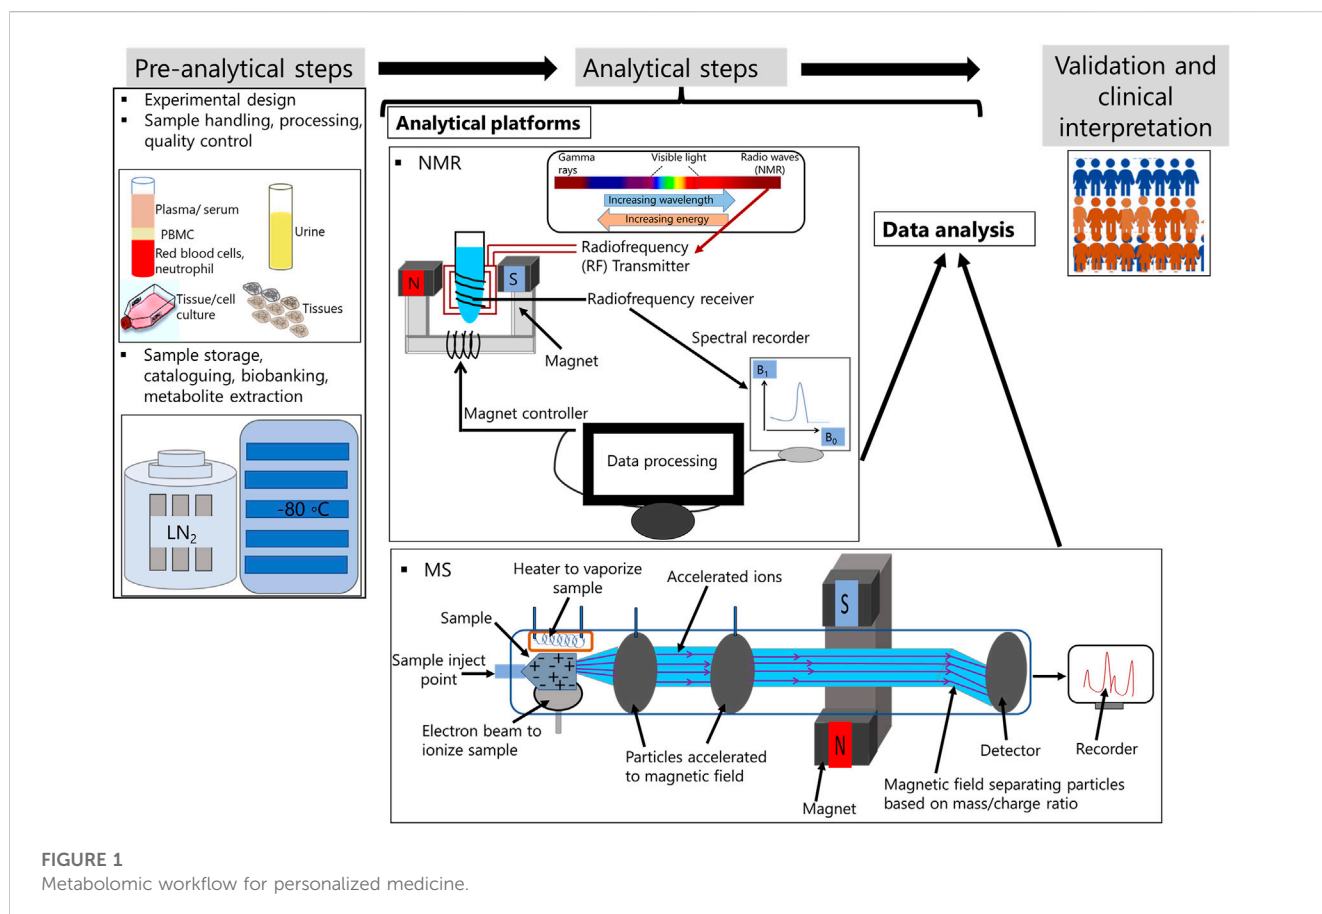 Pre-analytical steps
Analytical steps
Validation and
clinical
interpretation
▪ Experimental design
▪ Sample handling, processing,
quality control
Plasma/ serum
PBMC
Red blood cells,
neutrophil
Urine
Tissue/cell
culture
Tissues
▪ Sample storage,
cataloguing, biobanking,
metabolite extraction
LN2
-80 °C
Analytical platforms
▪ NMR
Gamma
rays
Visible light
Radio waves
(NMR)
Increasing wavelength
Increasing energy
Radiofrequency
(RF) Transmitter
N
S
Radiofrequency receiver
Magnet
Spectral recorder
B1
B0
Magnet controller
Data processing
Data analysis
▪ MS
Heater to vaporize
sample
Accelerated ions
Sample
Sample inject
point
Electron beam to
ionize sample
Particles accelerated
to magnetic field
S
N
Magnet
Magnetic field separating particles
based on mass/charge ratio
Detector
Recorder
FIGURE 1
Metabolomic workflow for personalized medicine.